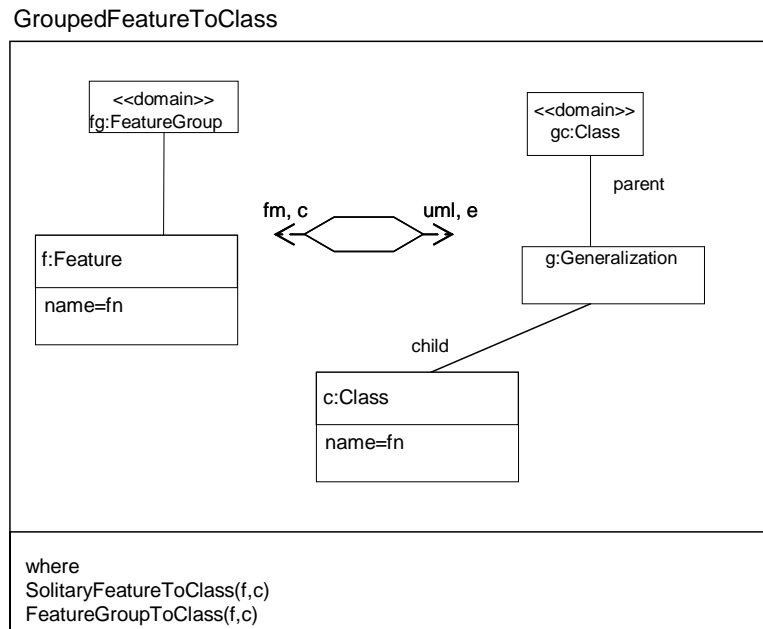 GroupedFeatureToClass
<<domain>>
fg:FeatureGroup
<<domain>>
gc:Class
parent
fm, c
uml, e
f:Feature
name=fn
g:Generalization
child
c:Class
name=fn
where
SolitaryFeatureToClass(f,c)
FeatureGroupToClass(f,c)